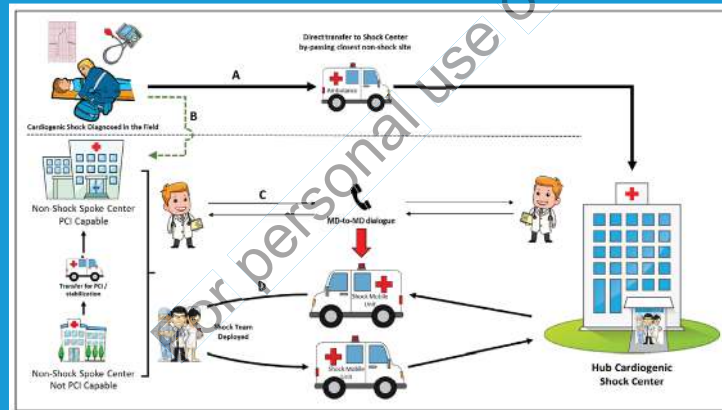 Direct transfer to Shock Center
by-passing closest non-shock site
A
Ambulance
B
Cardiogenic Shock Diagnosed in the Field
Non-Shock Spoke Center
PCI Capable
C
MD-to-MD dialogue
Transfer for PCI /
stabilization
D
Shock Mobile
Unit
Shock Team
Deployed
Shock Mobile
Unit
Non-Shock Spoke Center
Not PCI Capable
Hub Cardiogenic
Shock Center
For personal use o